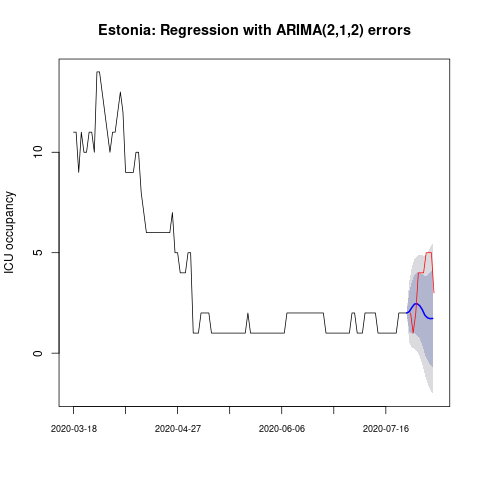 Estonia: Regression with ARIMA(2,1,2) errors
ICU occupancy
10
5
0
2020-03-18 2020-04-27 2020-06-06 2020-07-16